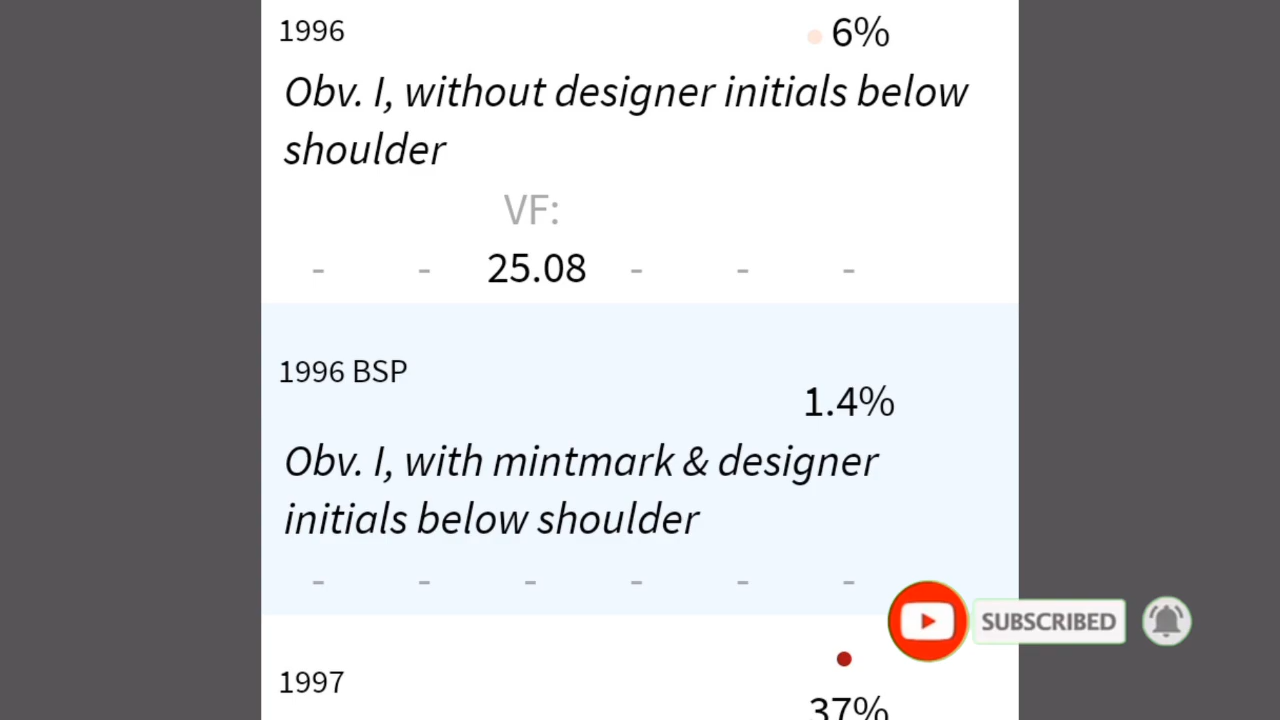 1996
6%
Obv. I, without designer initials below
shoulder
VF:
- - 25.08 - - -
1996 BSP
1.4%
Obv. I, with mintmark & designer
initials below shoulder
- - - - - -
SUBSCRIBED
1997
37%